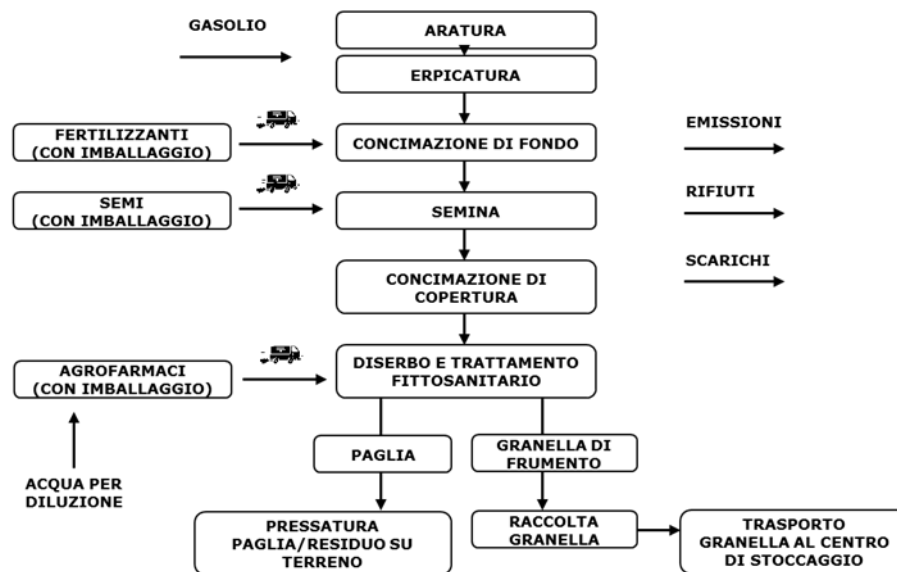 GASOLIO
ARATURA
ERPICATURA
FERTILIZZANTI
(CON IMBALLAGGIO)
CONCIMAZIONE DI FONDO
EMISSIONI
SEMI
(CON IMBALLAGGIO)
SEMINA
RIFIUTI
CONCIMAZIONE DI
COPERTURA
SCARICHI
AGROFARMACI
(CON IMBALLAGGIO)
DISERBO E TRATTAMENTO
FITTOSANITARIO
PAGLIA
GRANELLA DI
FRUMENTO
ACQUA PER
DILUZIONE
PRESSATURA
PAGLIA/RESIDUO SU
TERRENO
RACCOLTA
GRANELLA
TRASPORTO
GRANELLA AL CENTRO
DI STOCCAGGIO